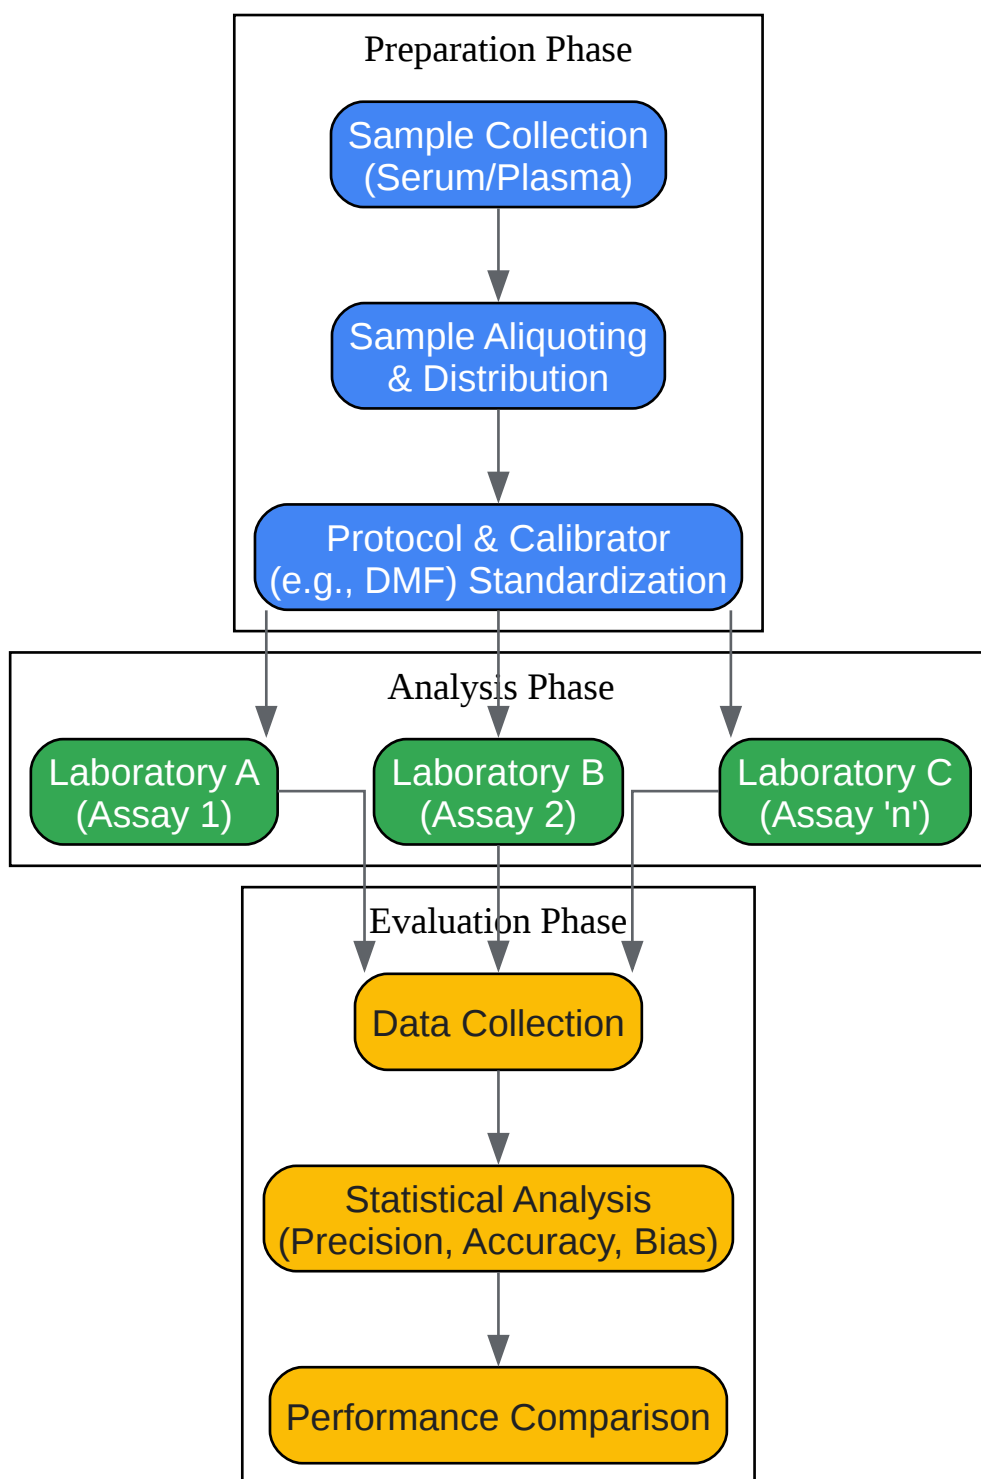 Preparation Phase
Sample Collection
(Serum/Plasma)
Sample Aliquoting
& Distribution
Protocol & Calibrator
(e.g., DMF) Standardization
Analysis Phase
Laboratory A
(Assay 1)
Laboratory B
(Assay 2)
Laboratory C
(Assay 'n')
Evaluation Phase
Data Collection
Statistical Analysis
(Precision, Accuracy, Bias)
Performance Comparison